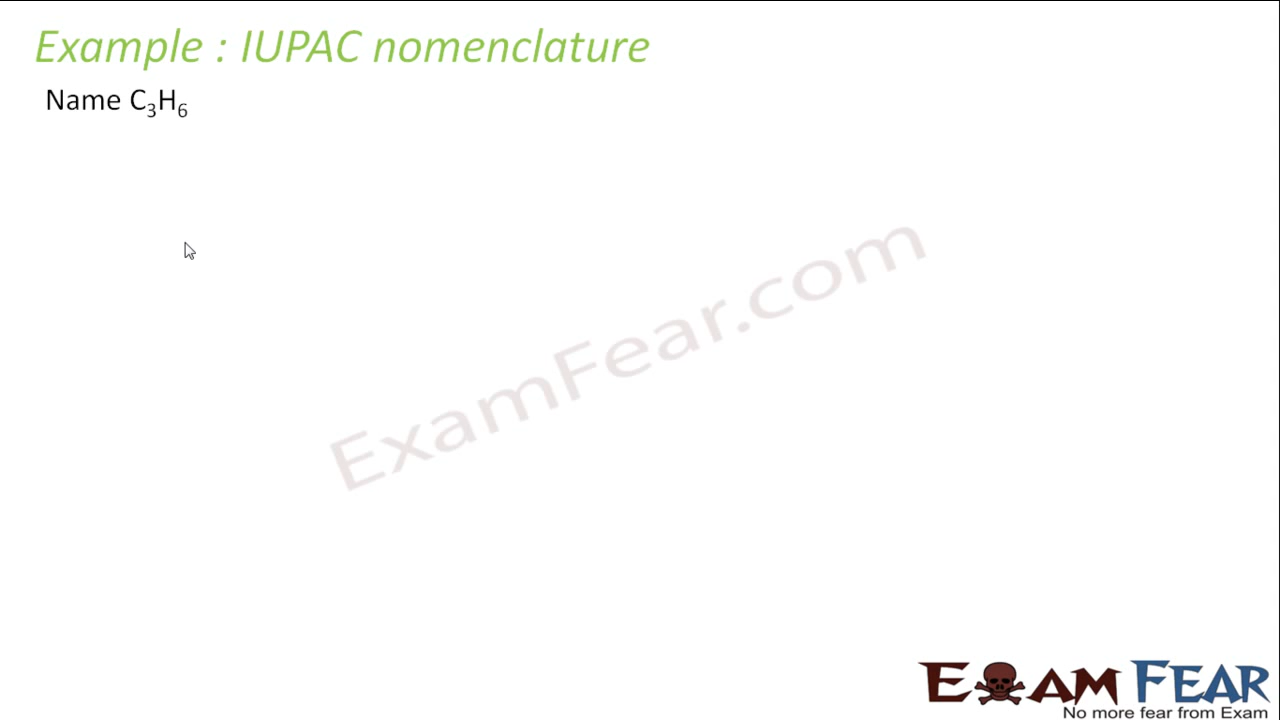 Example : IUPAC nomenclature
Name C₃H₆
ExamFear.com
EXAM FEAR
No more fear from Exam